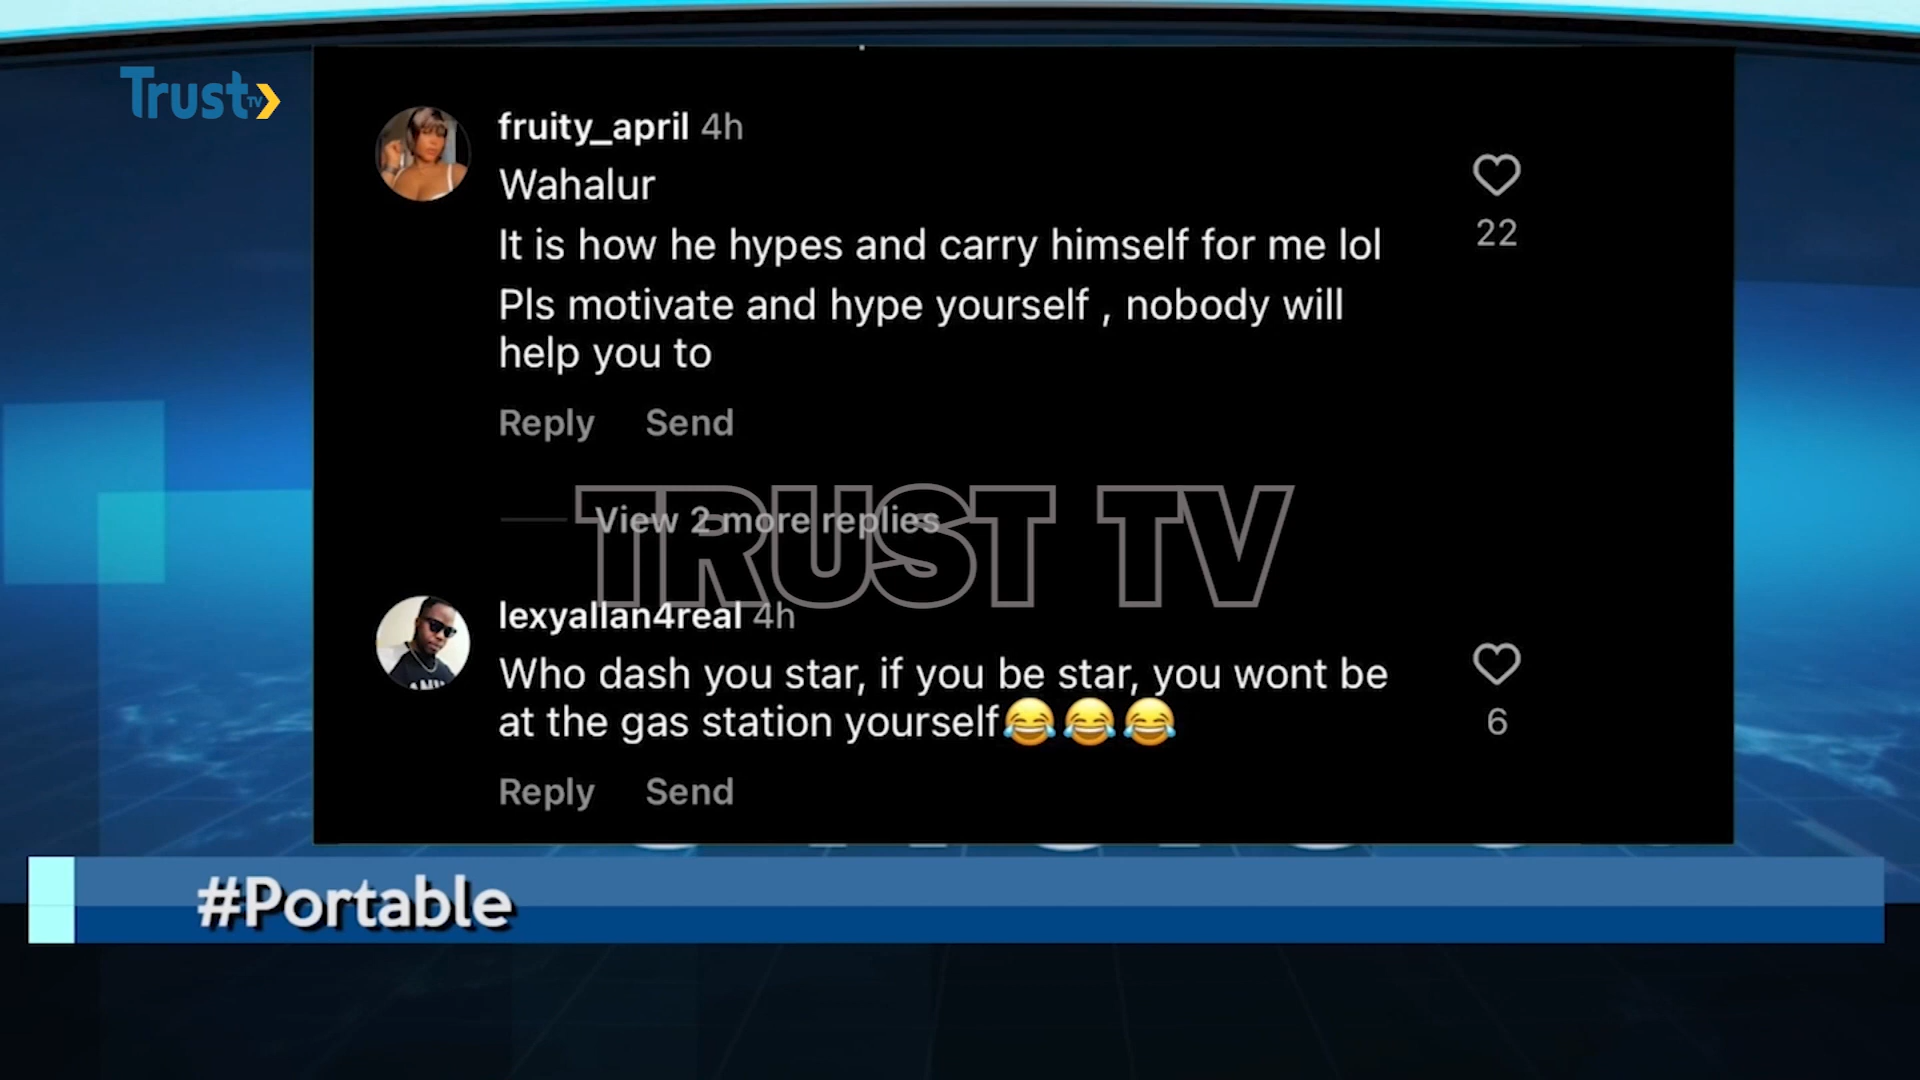 Trust TV
fruity_april 4h
Wahalur
It is how he hypes and carry himself for me lol
22
Pls motivate and hype yourself , nobody will
help you to
Reply Send
View 2 more replies
TRUST TV
lexyallan4real 4h
Who dash you star, if you be star, you wont be
at the gas station yourself😂😂😂
6
Reply Send
#Portable